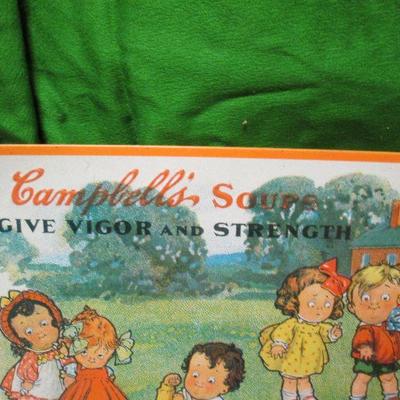 Campbell's Soups
GIVE VIGOR AND STRENGTH